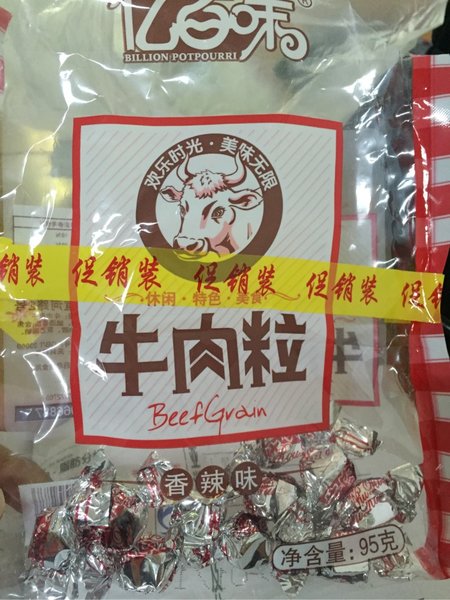 亿百味®
BILLION POTPOURRI
欢乐时光·美味无限
销装 促销装 促销装 促销装 促销
休闲·特色·美食
牛肉粒
BeefGrain
香辣味
净含量:95克